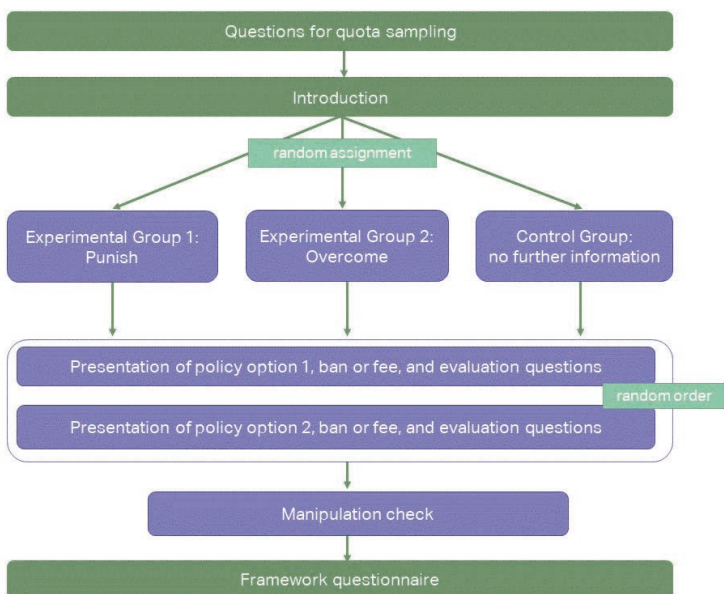 Questions for quota sampling
Introduction
random assignment
Experimental Group 1:
Punish
Experimental Group 2:
Overcome
Control Group:
no further information
Presentation of policy option 1, ban or fee, and evaluation questions
random order
Presentation of policy option 2, ban or fee, and evaluation questions
Manipulation check
Framework questionnaire